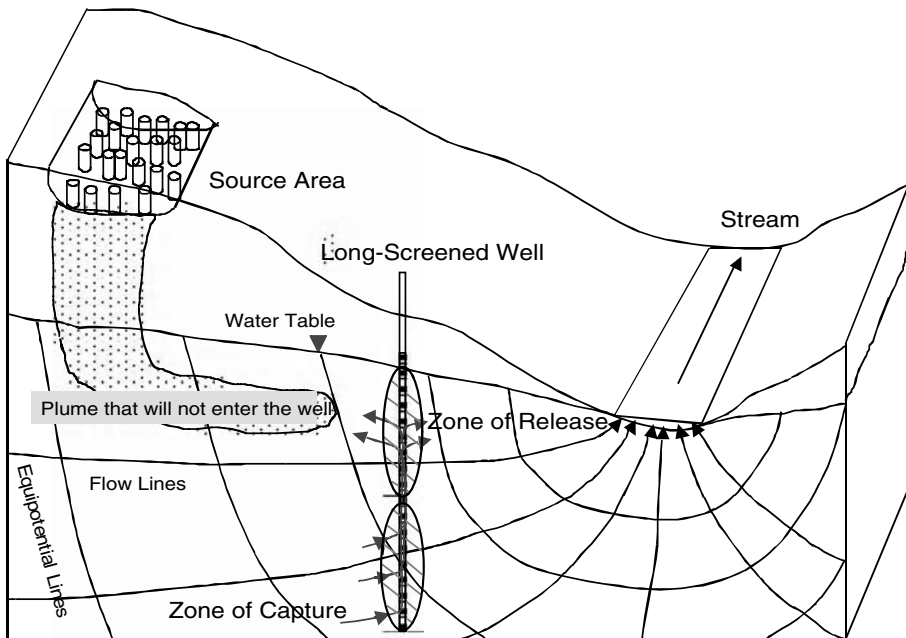 Source Area
Stream
Long-Screened Well
Water Table
Plume that will not enter the well
Zone of Release
Flow Lines
Equipotential Lines
Zone of Capture